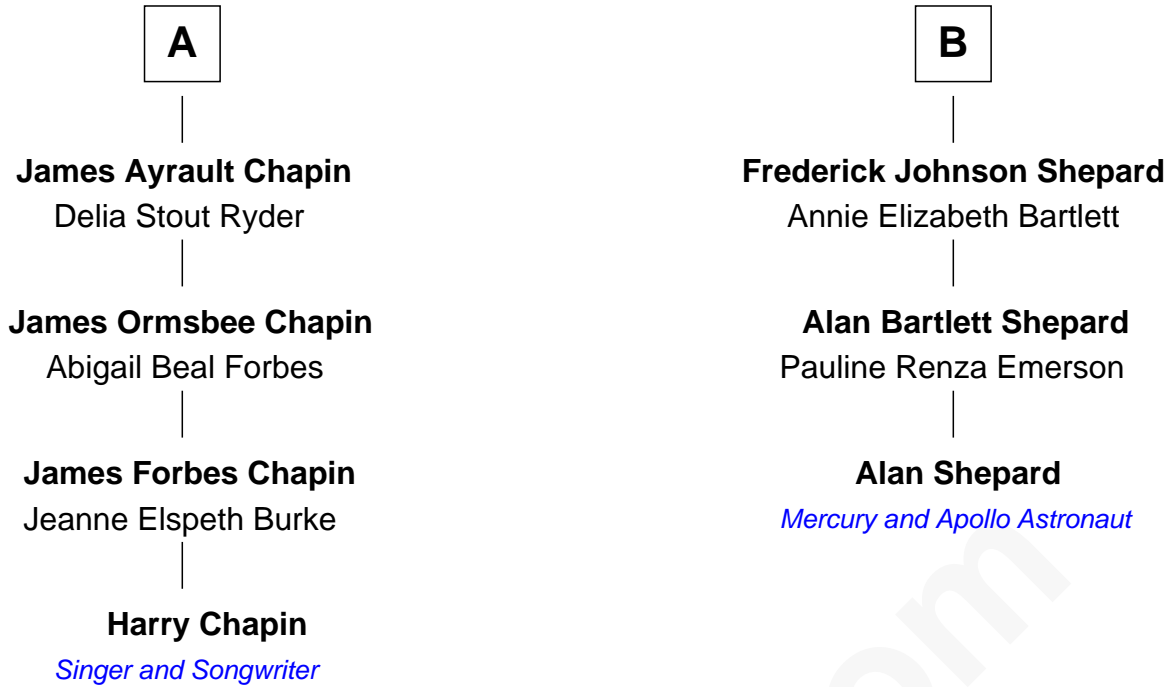 A
James Ayrault Chapin
Delia Stout Ryder
James Ormsbee Chapin
Abigail Beal Forbes
James Forbes Chapin
Jeanne Elspeth Burke
Harry Chapin
Singer and Songwriter
B
Frederick Johnson Shepard
Annie Elizabeth Bartlett
Alan Bartlett Shepard
Pauline Renza Emerson
Alan Shepard
Mercury and Apollo Astronaut
om